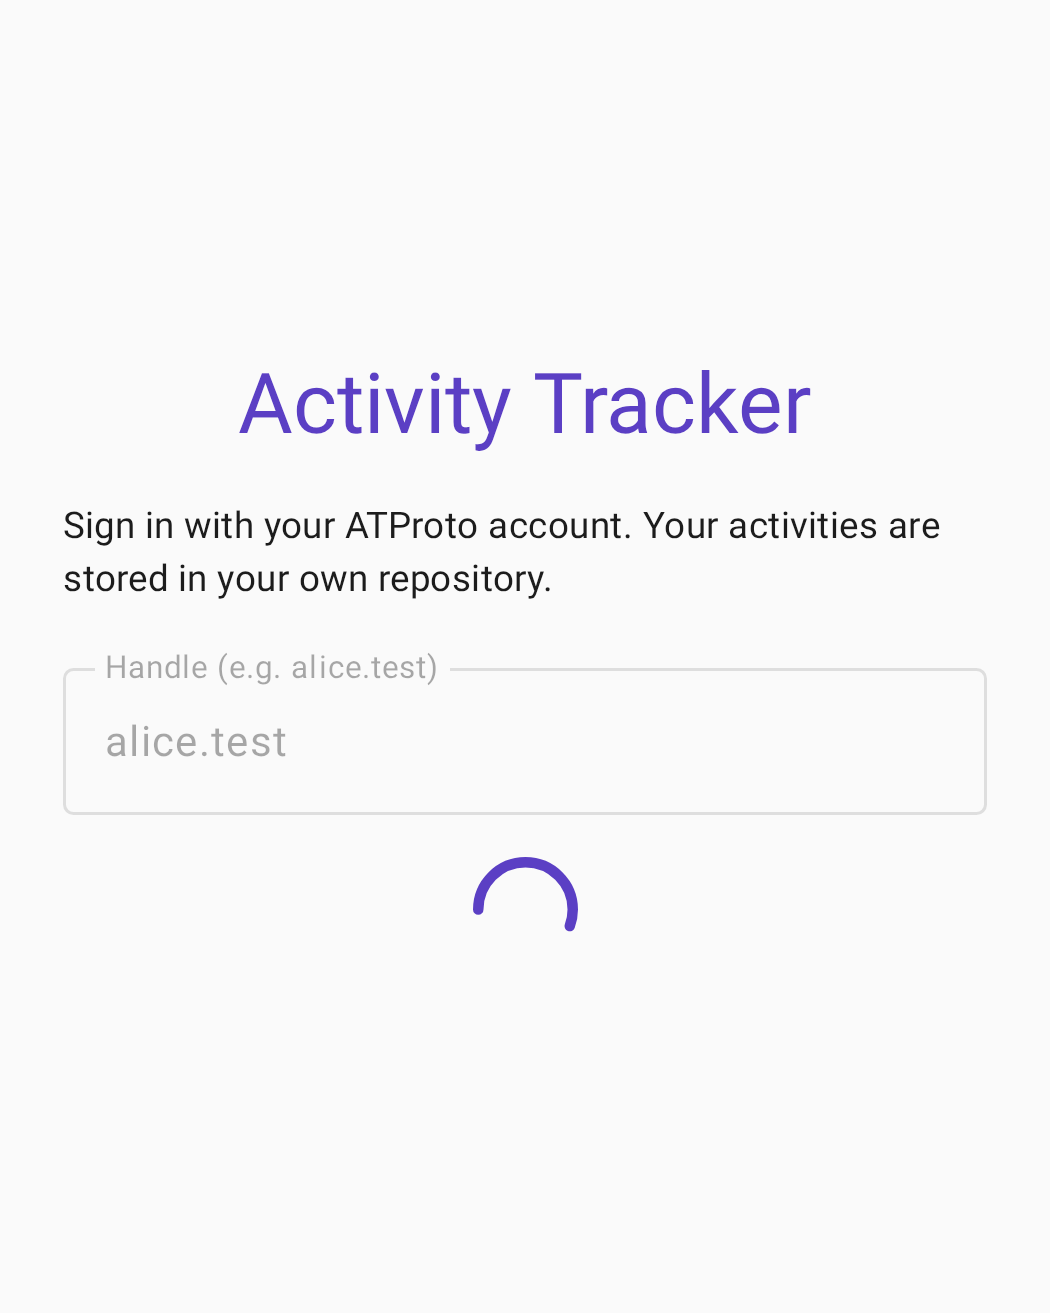 Activity Tracker
Sign in with your ATProto account. Your activities are
stored in your own repository.
Handle (e.g. alice.test)
alice.test